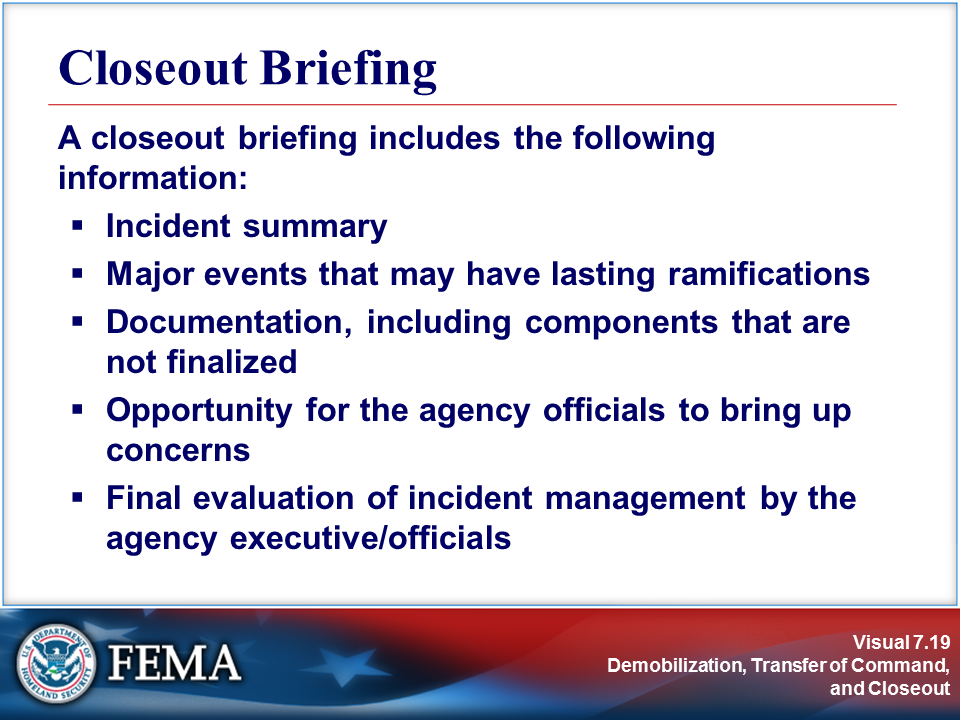 Closeout Briefing
A closeout briefing includes the following
information:
▪ Incident summary
▪ Major events that may have lasting ramifications
▪ Documentation, including components that are
not finalized
▪ Opportunity for the agency officials to bring up
concerns
▪ Final evaluation of incident management by the
agency executive/officials
U.S. DEPARTMENT OF
HOMELAND SECURITY
FEMA
Visual 7.19
Demobilization, Transfer of Command,
and Closeout